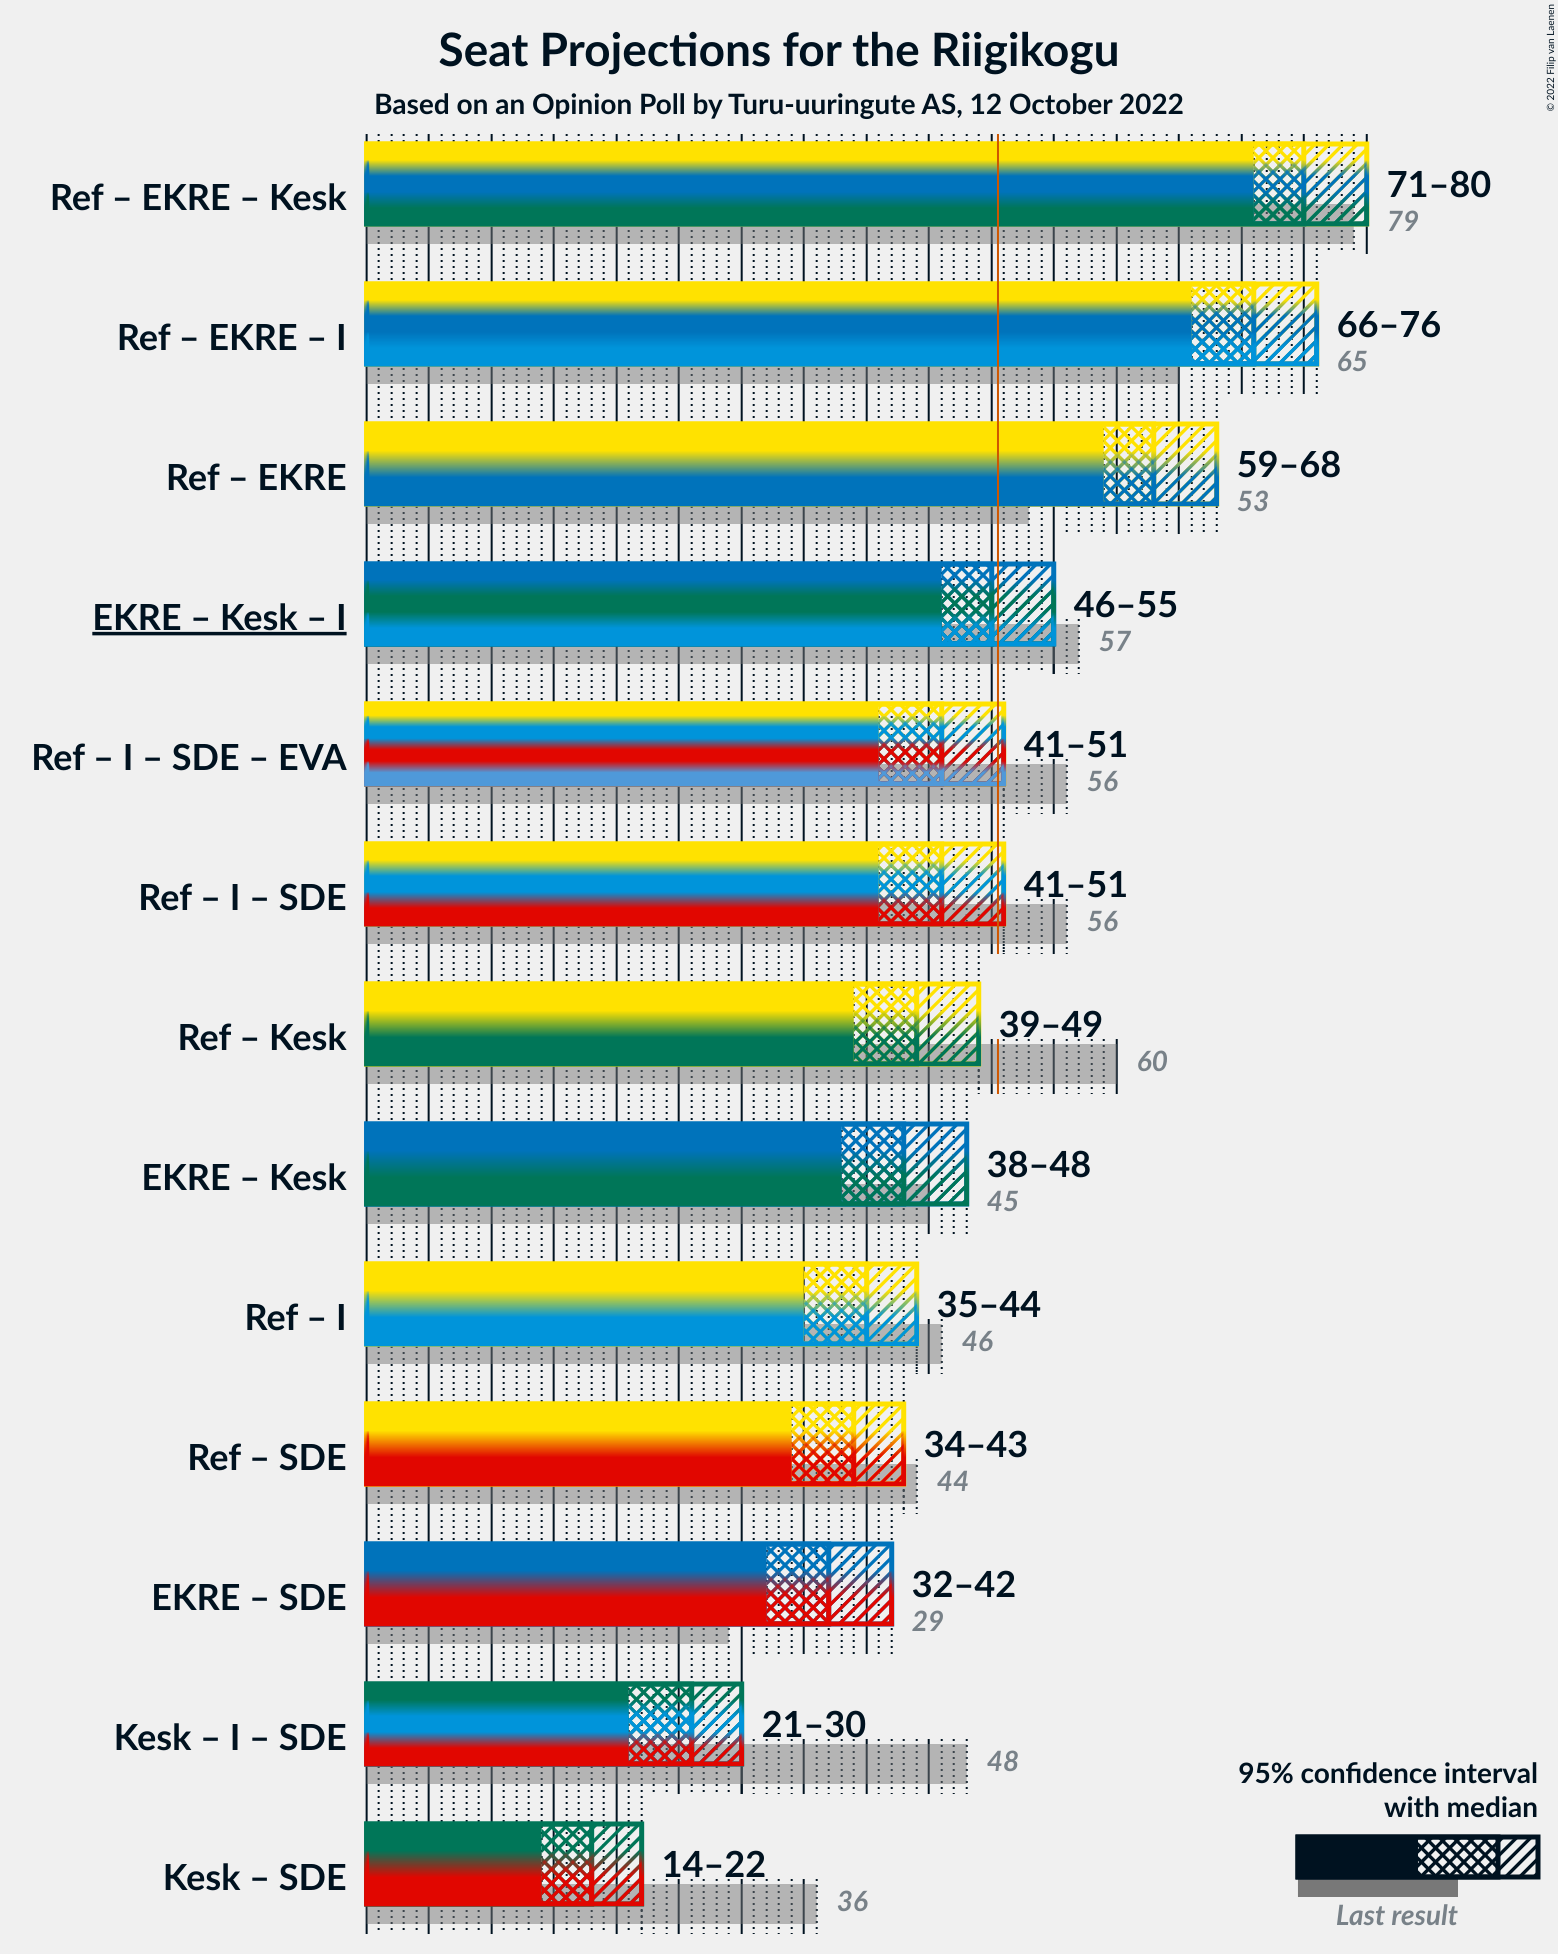 Seat Projections for the Riigikogu
Based on an Opinion Poll by Turu-uuringute AS, 12 October 2022
© 2022 Filip van Laenen
Ref – EKRE – Kesk
71–80
79
Ref – EKRE – I
66–76
65
Ref – EKRE
59–68
53
EKRE – Kesk – I
46–55
57
Ref – I – SDE – EVA
41–51
56
Ref – I – SDE
41–51
56
Ref – Kesk
39–49
60
EKRE – Kesk
38–48
45
Ref – I
35–44
46
Ref – SDE
34–43
44
EKRE – SDE
32–42
29
Kesk – I – SDE
21–30
48
Kesk – SDE
14–22
36
95% confidence interval
with median
Last result